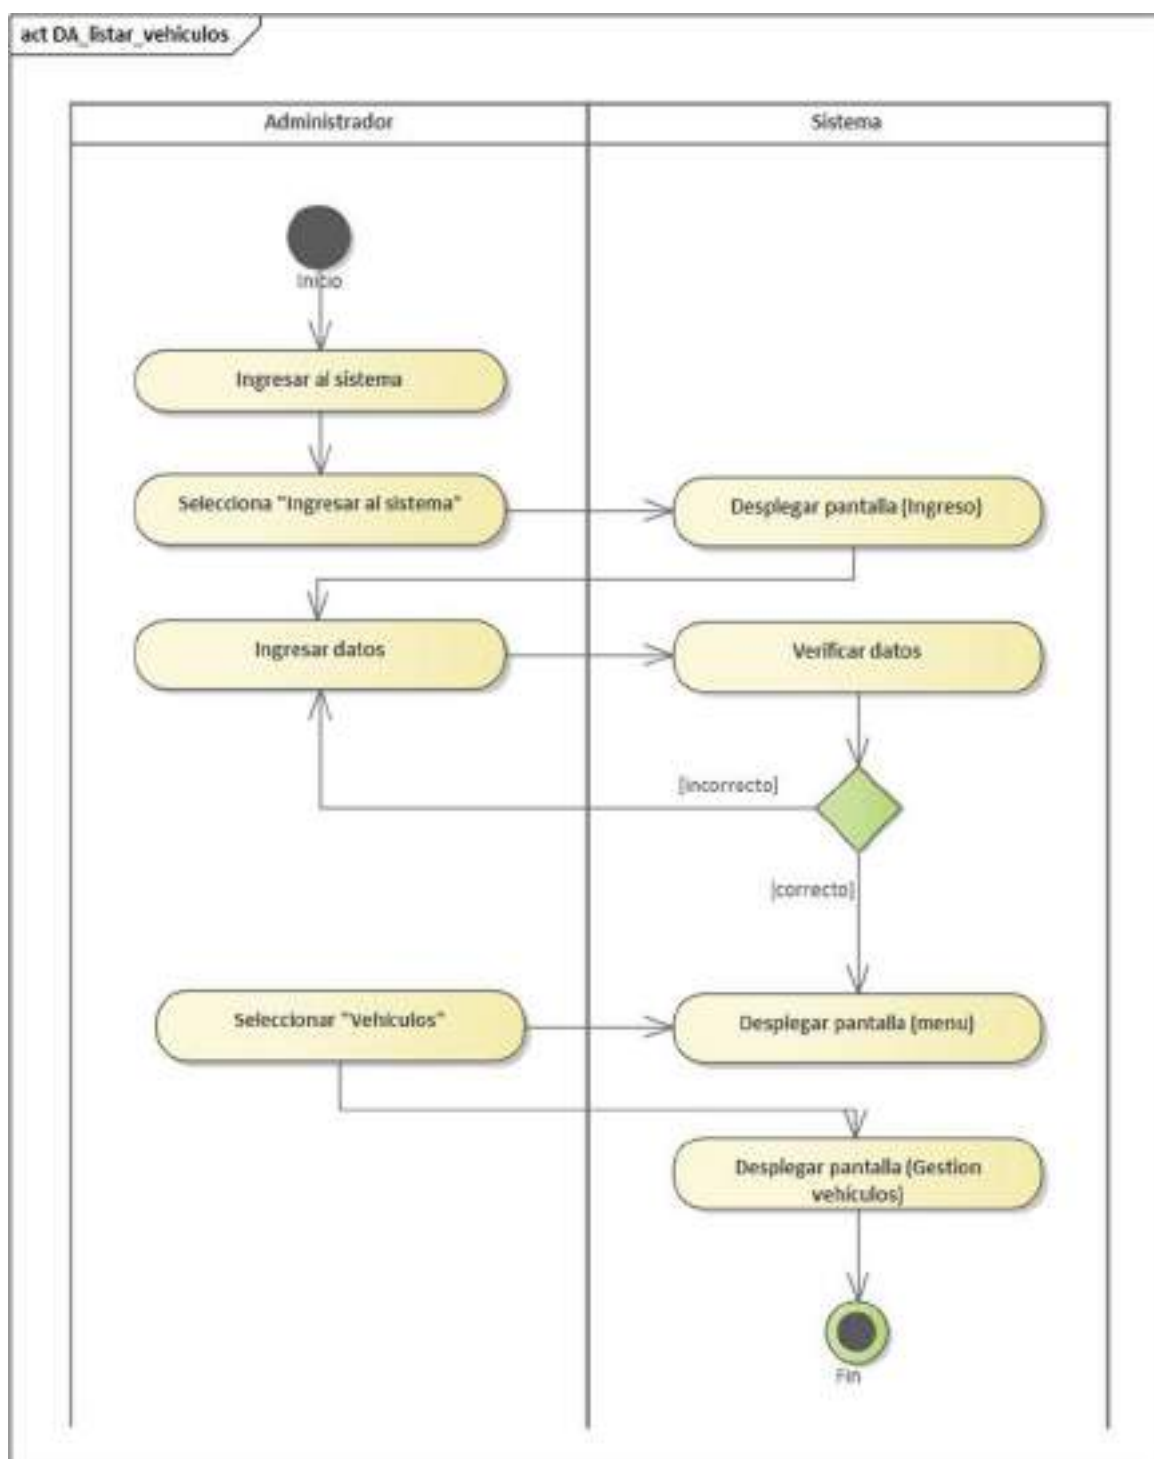 act DA_listar_vehiculos
Administrador
Sistema
Inicio
Ingresar al sistema
Selecciona "Ingresar al sistema"
Desplegar pantalla (Ingreso)
Ingresar datos
Verificar datos
[incorrecto]
[correcto]
Seleccionar "Vehiculos"
Desplegar pantalla (menu)
Desplegar pantalla (Gestion
vehiculos)
Fin